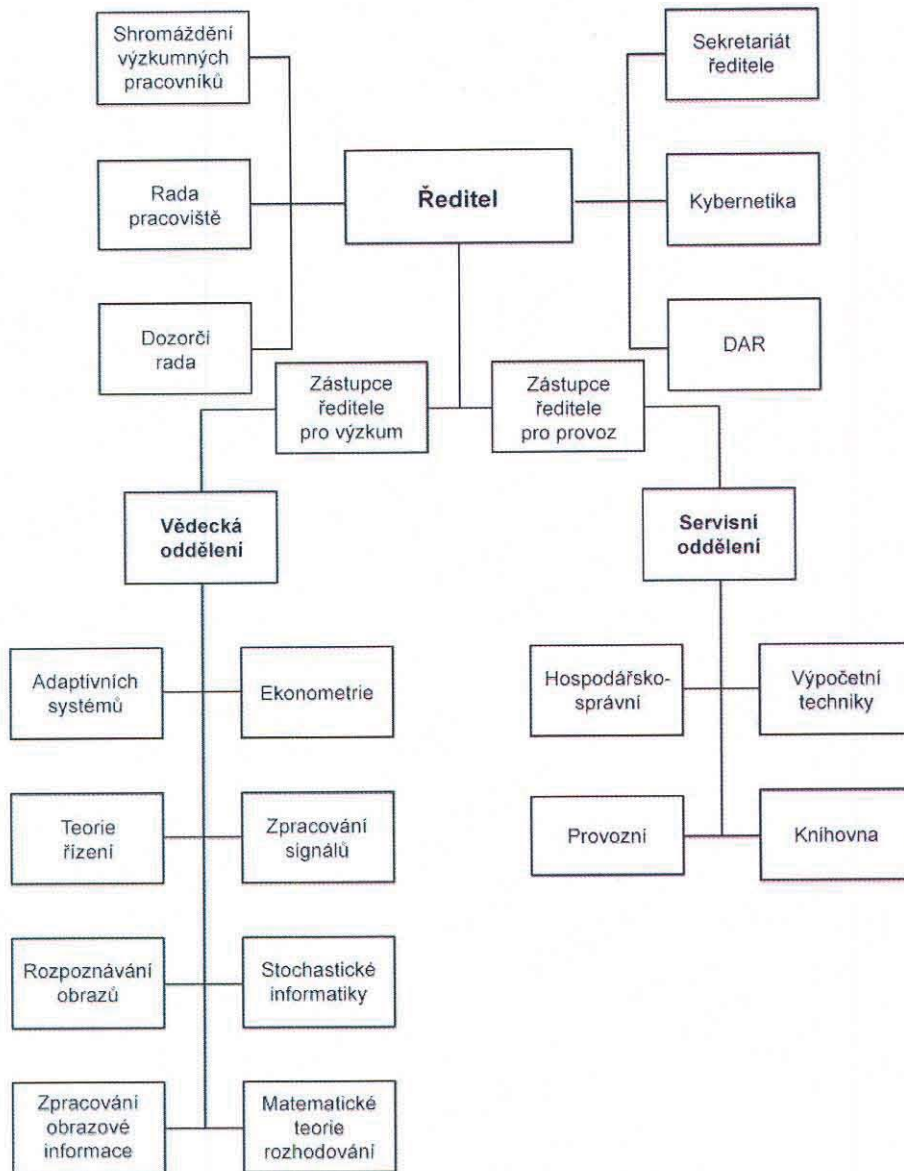 Shromáždění
výzkumných
pracovníků
Sekretariát
ředitele
Rada
pracoviště
Ředitel
Kybernetika
Dozorčí
rada
DAR
Zástupce
ředitele
pro výzkum
Zástupce
ředitele
pro provoz
Vědecká
oddělení
Servisní
oddělení
Adaptivních
systémů
Ekonometrie
Hospodářsko-
správní
Výpočetní
techniky
Teorie
řízení
Zpracování
signálů
Provozní
Knihovna
Rozpoznávání
obrazů
Stochastické
informatiky
Zpracování
obrazové
informace
Matematické
teorie
rozhodování